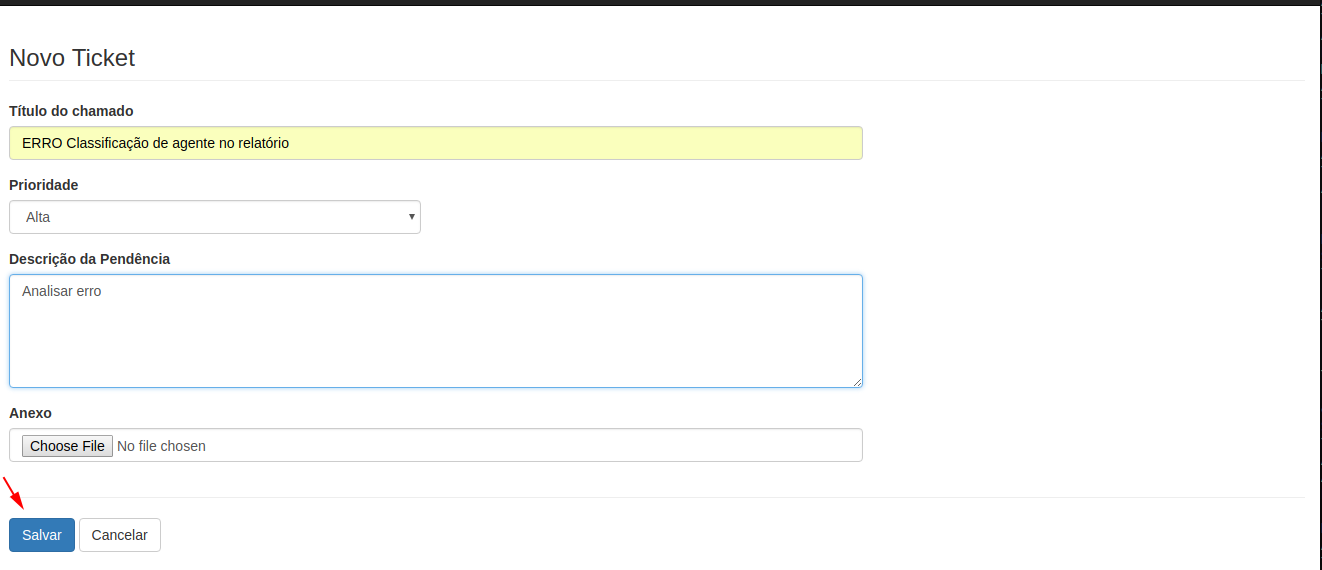 Novo Ticket
Título do chamado
ERRO Classificação de agente no relatório
Prioridade
Alta
Descrição da Pendência
Analisar erro
Anexo
Choose File No file chosen
Salvar Cancelar